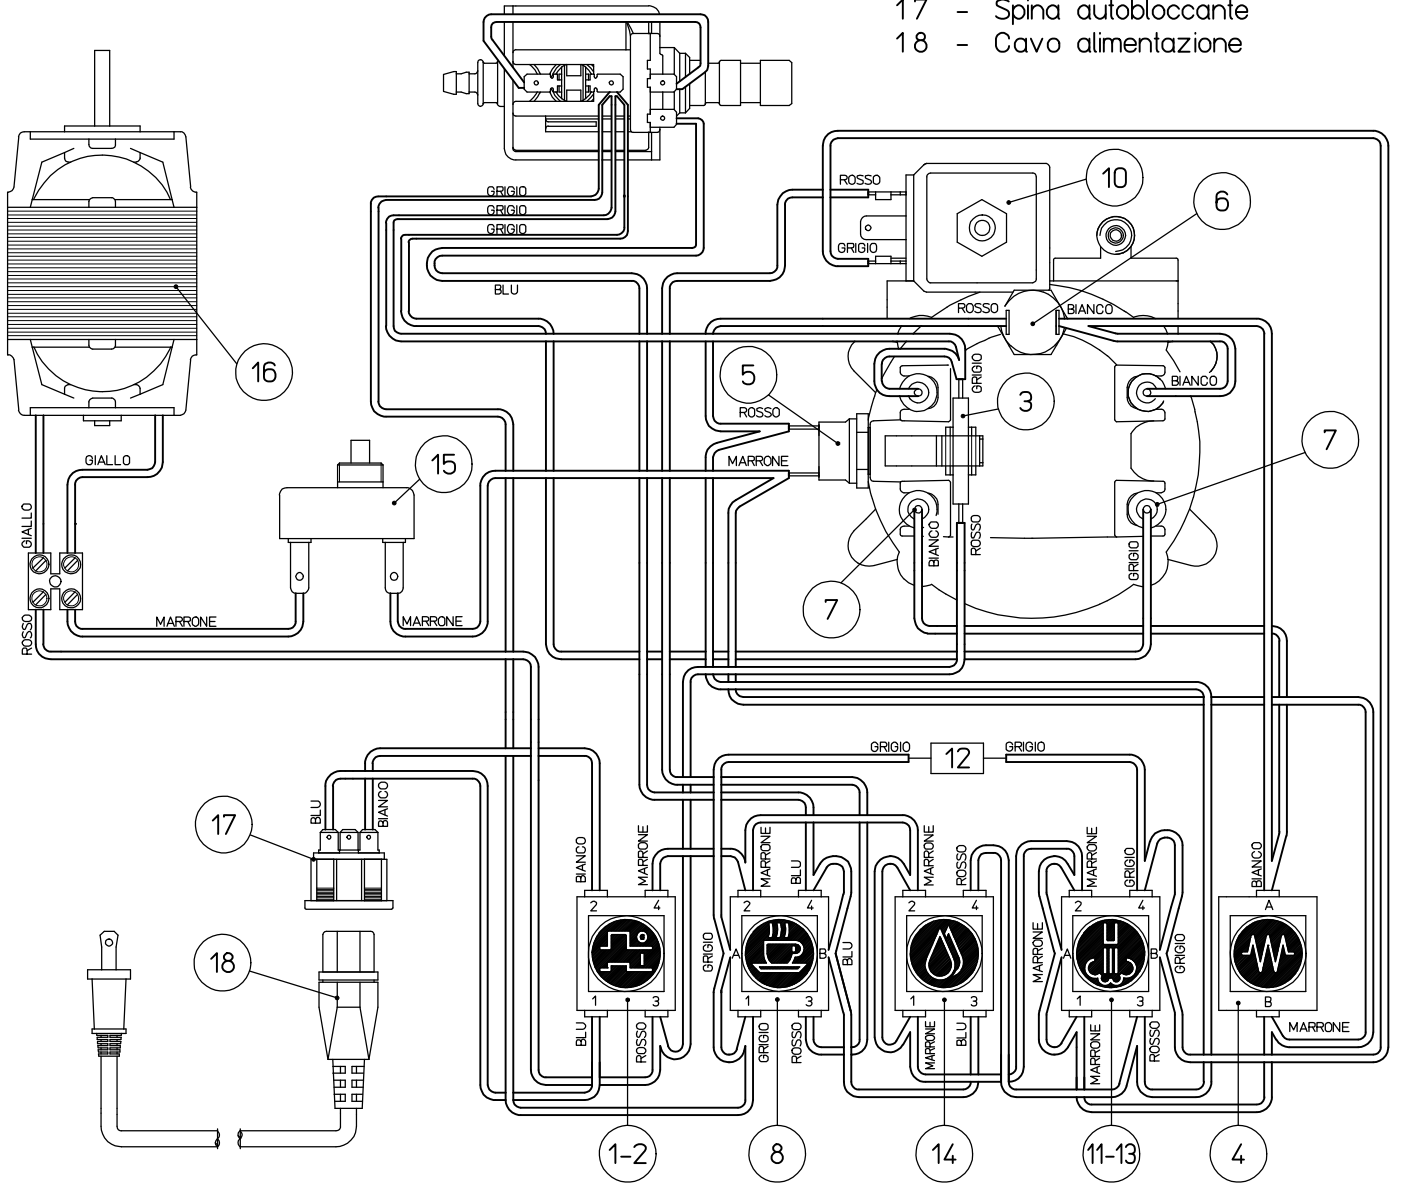 17 - Spina autobloccante
18 - Cavo alimentazione
GRIGIO
GRIGIO
GRIGIO
BLU
ROSSO
10
6
GRIGIO
ROSSO
BIANCO
16
5
GRIGIO
3
BIANCO
ROSSO
7
GIALLO
15
MARRONE
GIALLO
BIANCO
ROSSO
GRIGIO
7
ROSSO
MARRONE
MARRONE
GRIGIO
12
GRIGIO
17
BLU
BIANCO
BIANCO
MARRONE
MARRONE
BLU
MARRONE
ROSSO
MARRONE
GRIGIO
BIANCO
2 4
2 4
2 4
2 4
A
18
GRIGIO
A
B
BLU
MARRONE
A
B
GRIGIO
1 3
1 3
1 3
1 3
B
BLU
ROSSO
GRIGIO
ROSSO
MARRONE
BLU
MARRONE
ROSSO
MARRONE
1-2
8
14
11-13
4